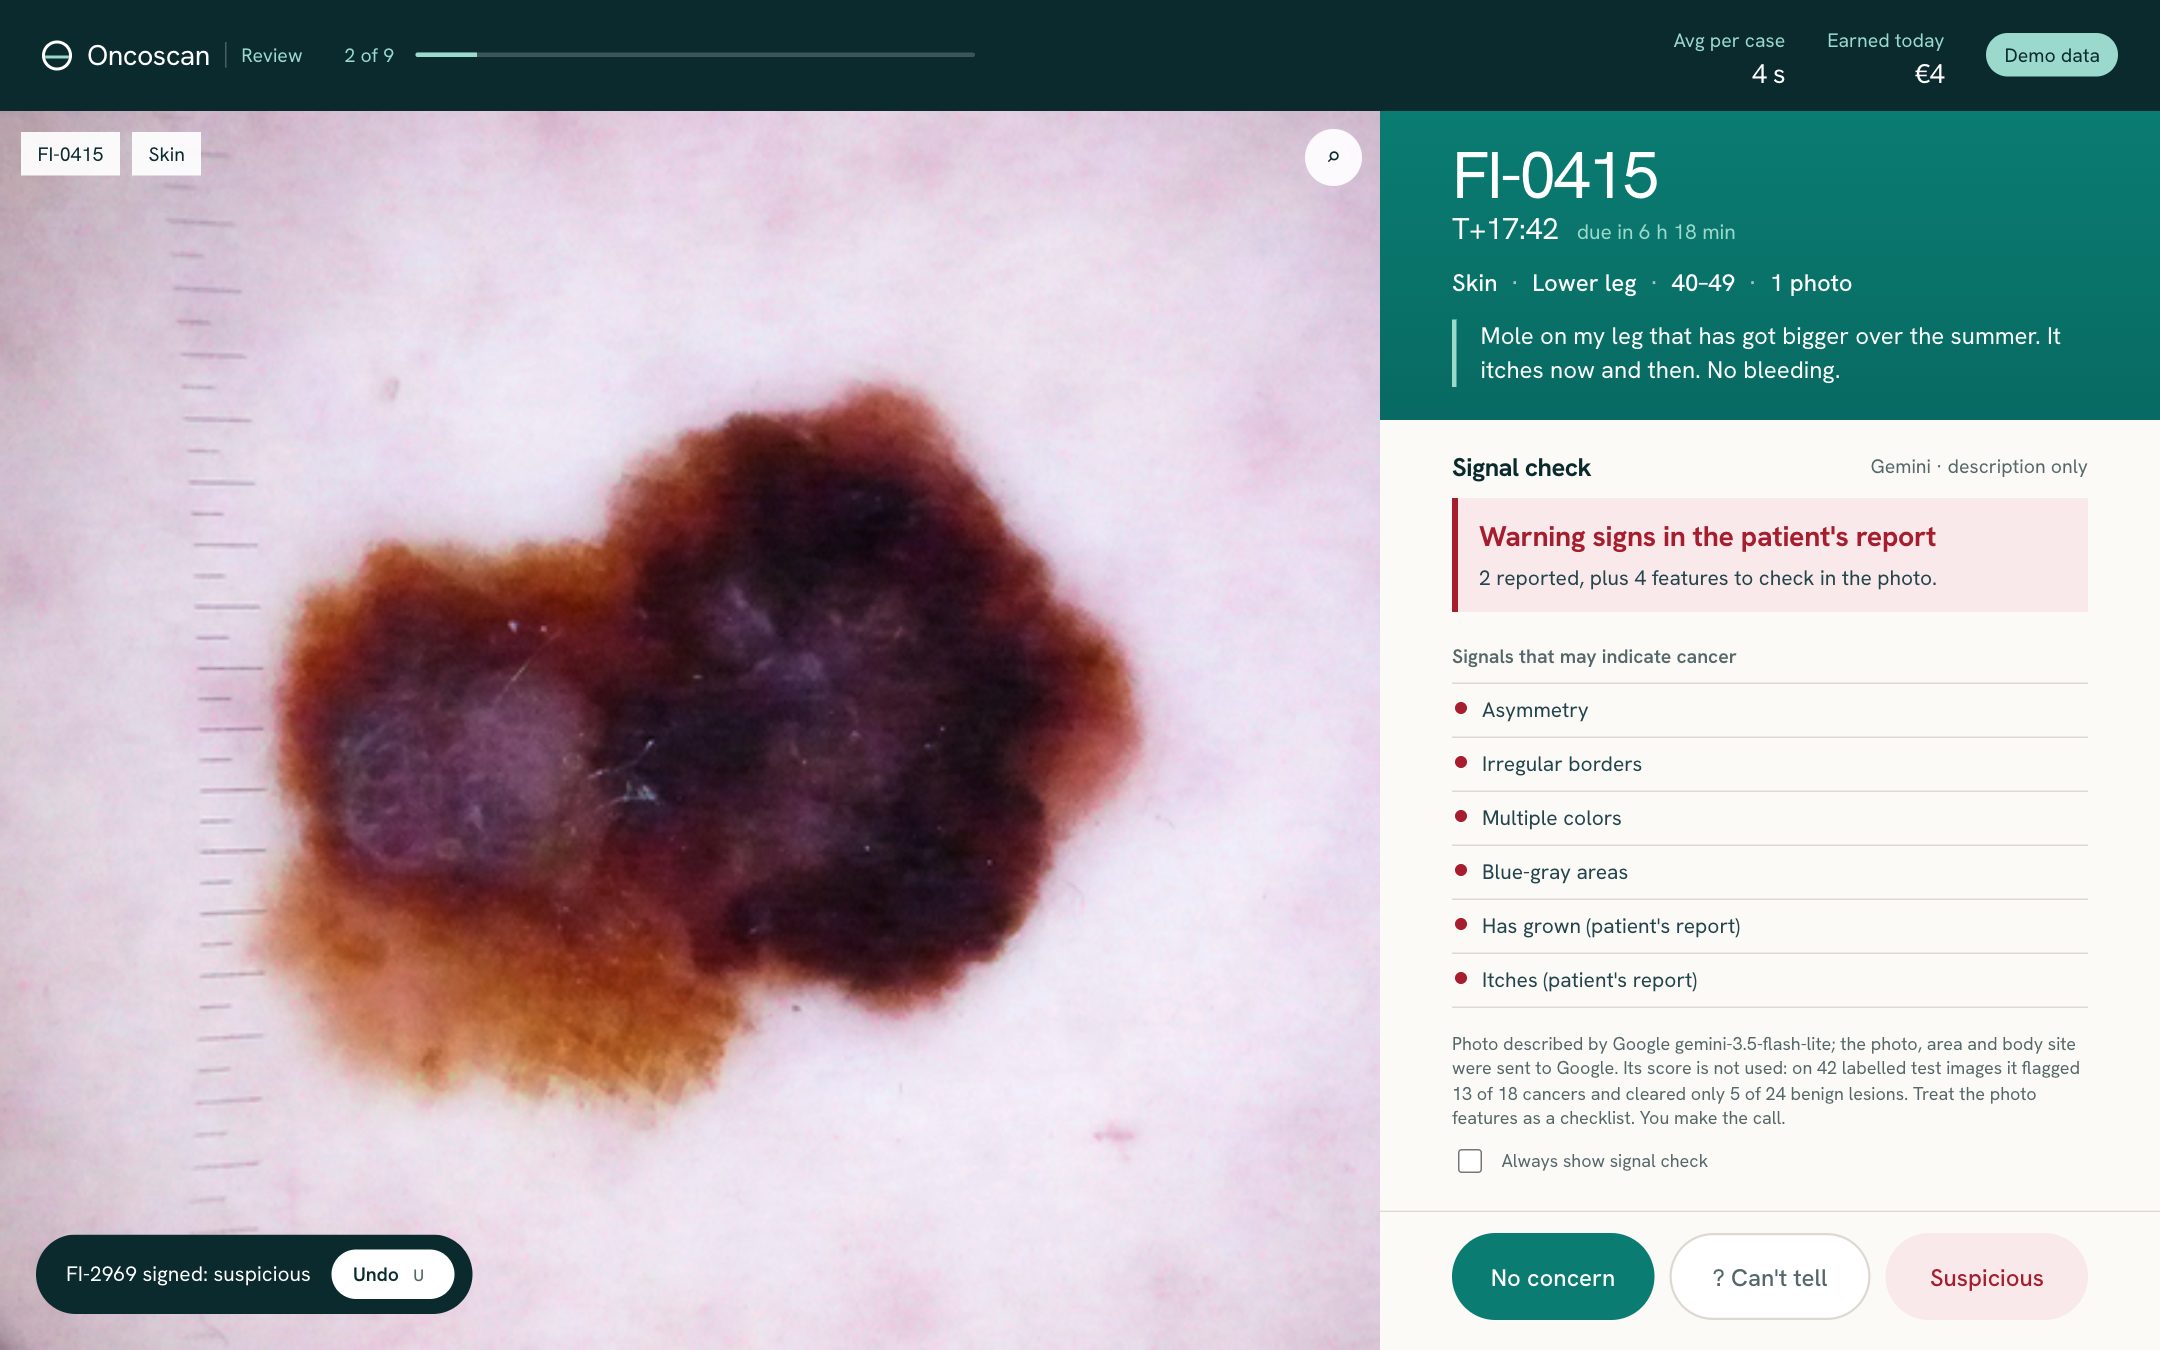 Oncoscan
Review
2 of 9
Avg per case
4 s
Earned today
€4
Demo data
FI-0415
Skin
FI-0415
T+17:42 due in 6 h 18 min
Skin · Lower leg · 40–49 · 1 photo
Mole on my leg that has got bigger over the summer. It
itches now and then. No bleeding.
Signal check
Gemini · description only
Warning signs in the patient's report
2 reported, plus 4 features to check in the photo.
Signals that may indicate cancer
Asymmetry
Irregular borders
Multiple colors
Blue-gray areas
Has grown (patient's report)
Itches (patient's report)
Photo described by Google gemini-3.5-flash-lite; the photo, area and body site
were sent to Google. Its score is not used: on 42 labelled test images it flagged
13 of 18 cancers and cleared only 5 of 24 benign lesions. Treat the photo
features as a checklist. You make the call.
Always show signal check
FI-2969 signed: suspicious
Undo U
No concern
? Can't tell
Suspicious